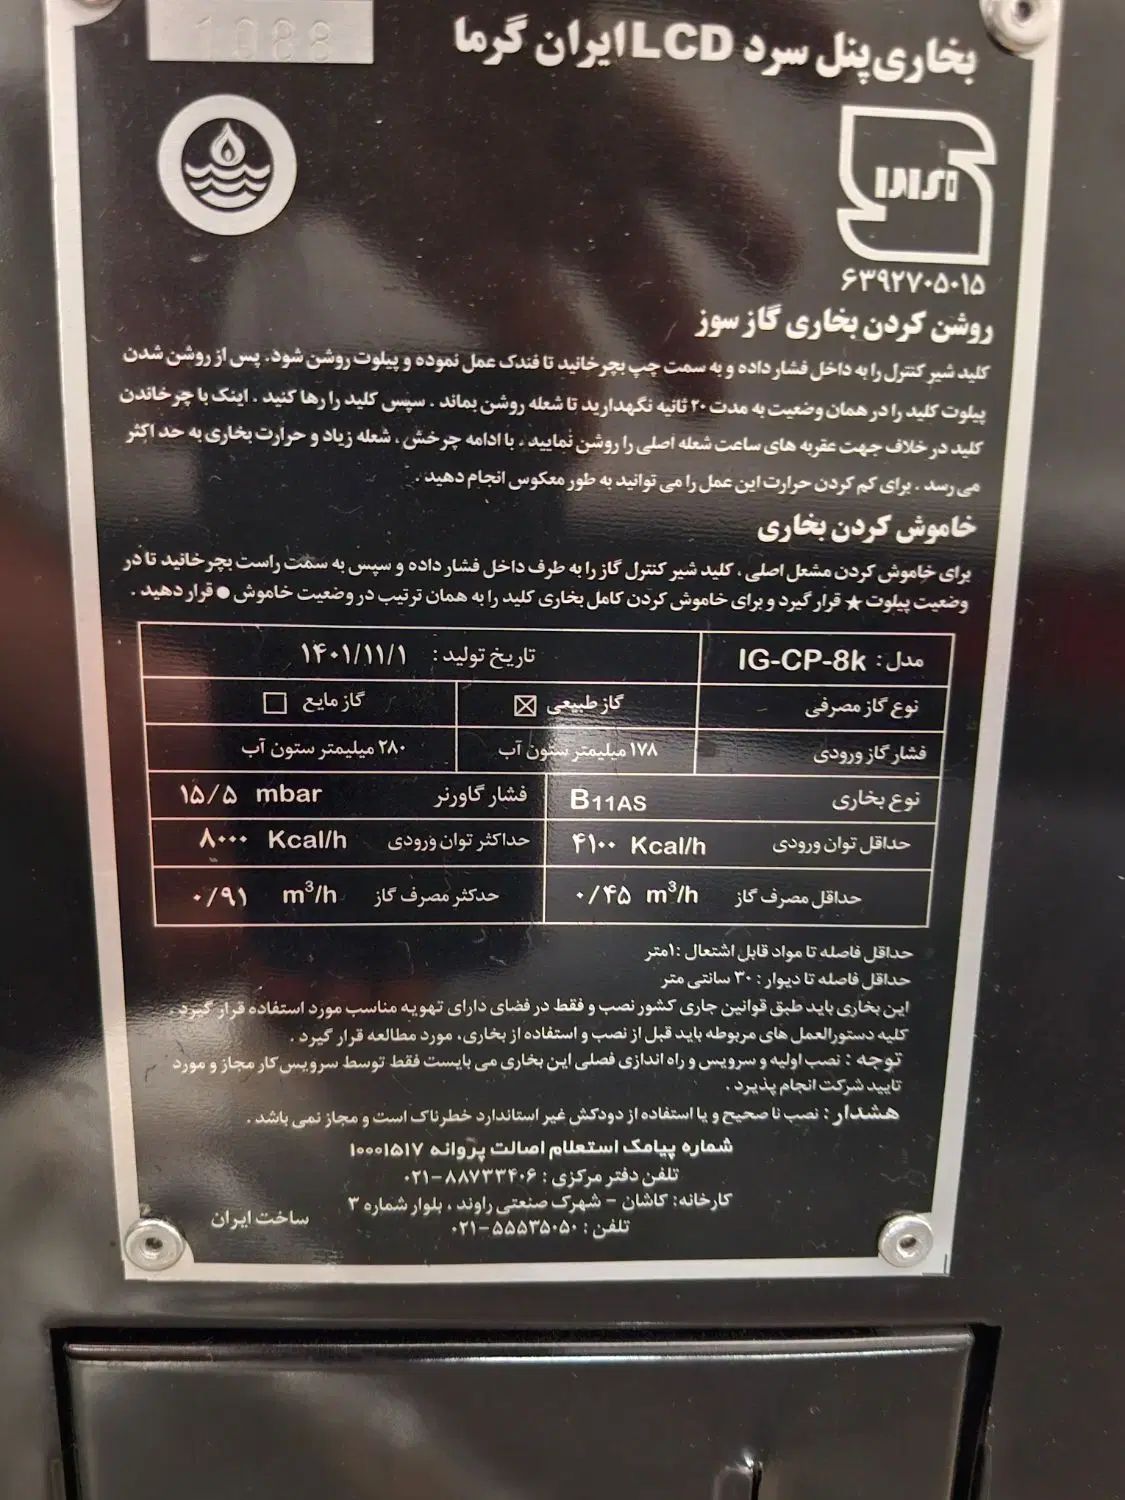 1088
بخاری پنل سرد LCD ایران گرما
۶۳۹۲۷۰۵۰۱۵
روشن کردن بخاری گاز سوز
کلید شیر کنترل را به داخل فشار داده و به سمت چپ بچرخانید تا فندک عمل نموده و پیلوت روشن شود. پس از روشن شدن
پیلوت کلید را در همان وضعیت به مدت ۲۰ ثانیه نگهدارید تا شعله روشن بماند . سپس کلید را رها کنید . اینک با چرخاندن
کلید در خلاف جهت عقربه های ساعت شعله اصلی را روشن نمایید . با ادامه چرخش ، شعله زیاد و حرارت بخاری به حد اکثر
می رسد . برای کم کردن حرارت این عمل را می توانید به طور معکوس انجام دهید .
خاموش کردن بخاری
برای خاموش کردن مشعل اصلی ، کلید شیر کنترل گاز را به طرف داخل فشار داده و سپس به سمت راست بچرخانید تا در
وضعیت پیلوت ★ قرار گیرد و برای خاموش کردن کامل بخاری کلید را به همان ترتیب در وضعیت خاموش ● قرار دهید .
مدل : IG-CP-8k تاریخ تولید : ۱۴۰۱/۱۱/۱
نوع گاز مصرفی گاز طبیعی ☒ گاز مایع ☐
فشار گاز ورودی ۱۷۸ میلیمتر ستون آب ۲۸۰ میلیمتر ستون آب
نوع بخاری B11AS فشار گاورنر ۱۵/۵ mbar
حداقل توان ورودی ۴۱۰۰ Kcal/h حداکثر توان ورودی ۸۰۰۰ Kcal/h
حداقل مصرف گاز ۰/۴۵ m³/h حدکثر مصرف گاز ۰/۹۱ m³/h
حداقل فاصله تا مواد قابل اشتعال :۱متر
حداقل فاصله تا دیوار : ۳۰ سانتی متر
این بخاری باید طبق قوانین جاری کشور نصب و فقط در فضای دارای تهویه مناسب مورد استفاده قرار گیرد .
کلیه دستورالعمل های مربوطه باید قبل از نصب و استفاده از بخاری، مورد مطالعه قرار گیرد .
توجه : نصب اولیه و سرویس و راه اندازی فصلی این بخاری می بایست فقط توسط سرویس کار مجاز و مورد
تایید شرکت انجام پذیرد .
هشدار : نصب نا صحیح و یا استفاده از دودکش غیر استاندارد خطرناک است و مجاز نمی باشد .
شماره پیامک استعلام اصالت پروانه ۱۰۰۰۱۵۱۷
تلفن دفتر مرکزی : ۸۸۷۳۳۴۰۶-۰۲۱
کارخانه: کاشان - شهرک صنعتی راوند ، بلوار شماره ۳
تلفن : ۵۵۵۳۵۰۵۰-۰۲۱
ساخت ایران